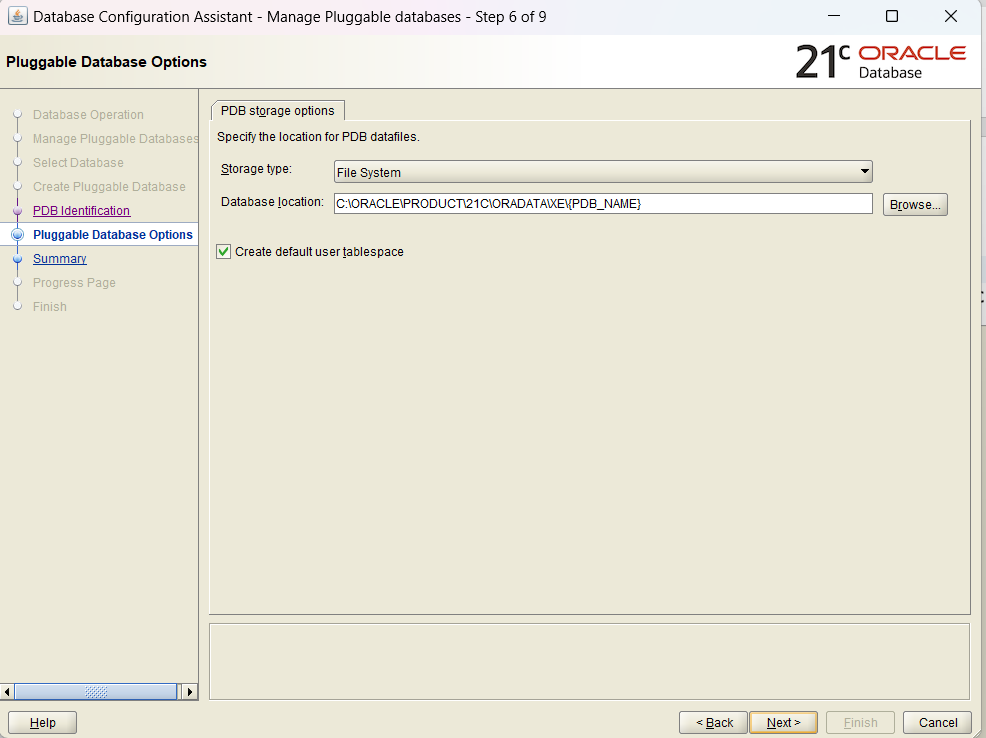 Database Configuration Assistant - Manage Pluggable databases - Step 6 of 9
Pluggable Database Options
21c ORACLE
Database
Database Operation
Manage Pluggable Databases
Select Database
Create Pluggable Database
PDB Identification
Pluggable Database Options
Summary
Progress Page
Finish
PDB storage options
Specify the location for PDB datafiles.
Storage type: File System
Database location: C:\ORACLE\PRODUCT\21C\ORADATA\XE\{PDB_NAME} Browse...
Create default user tablespace
Help < Back Next > Finish Cancel